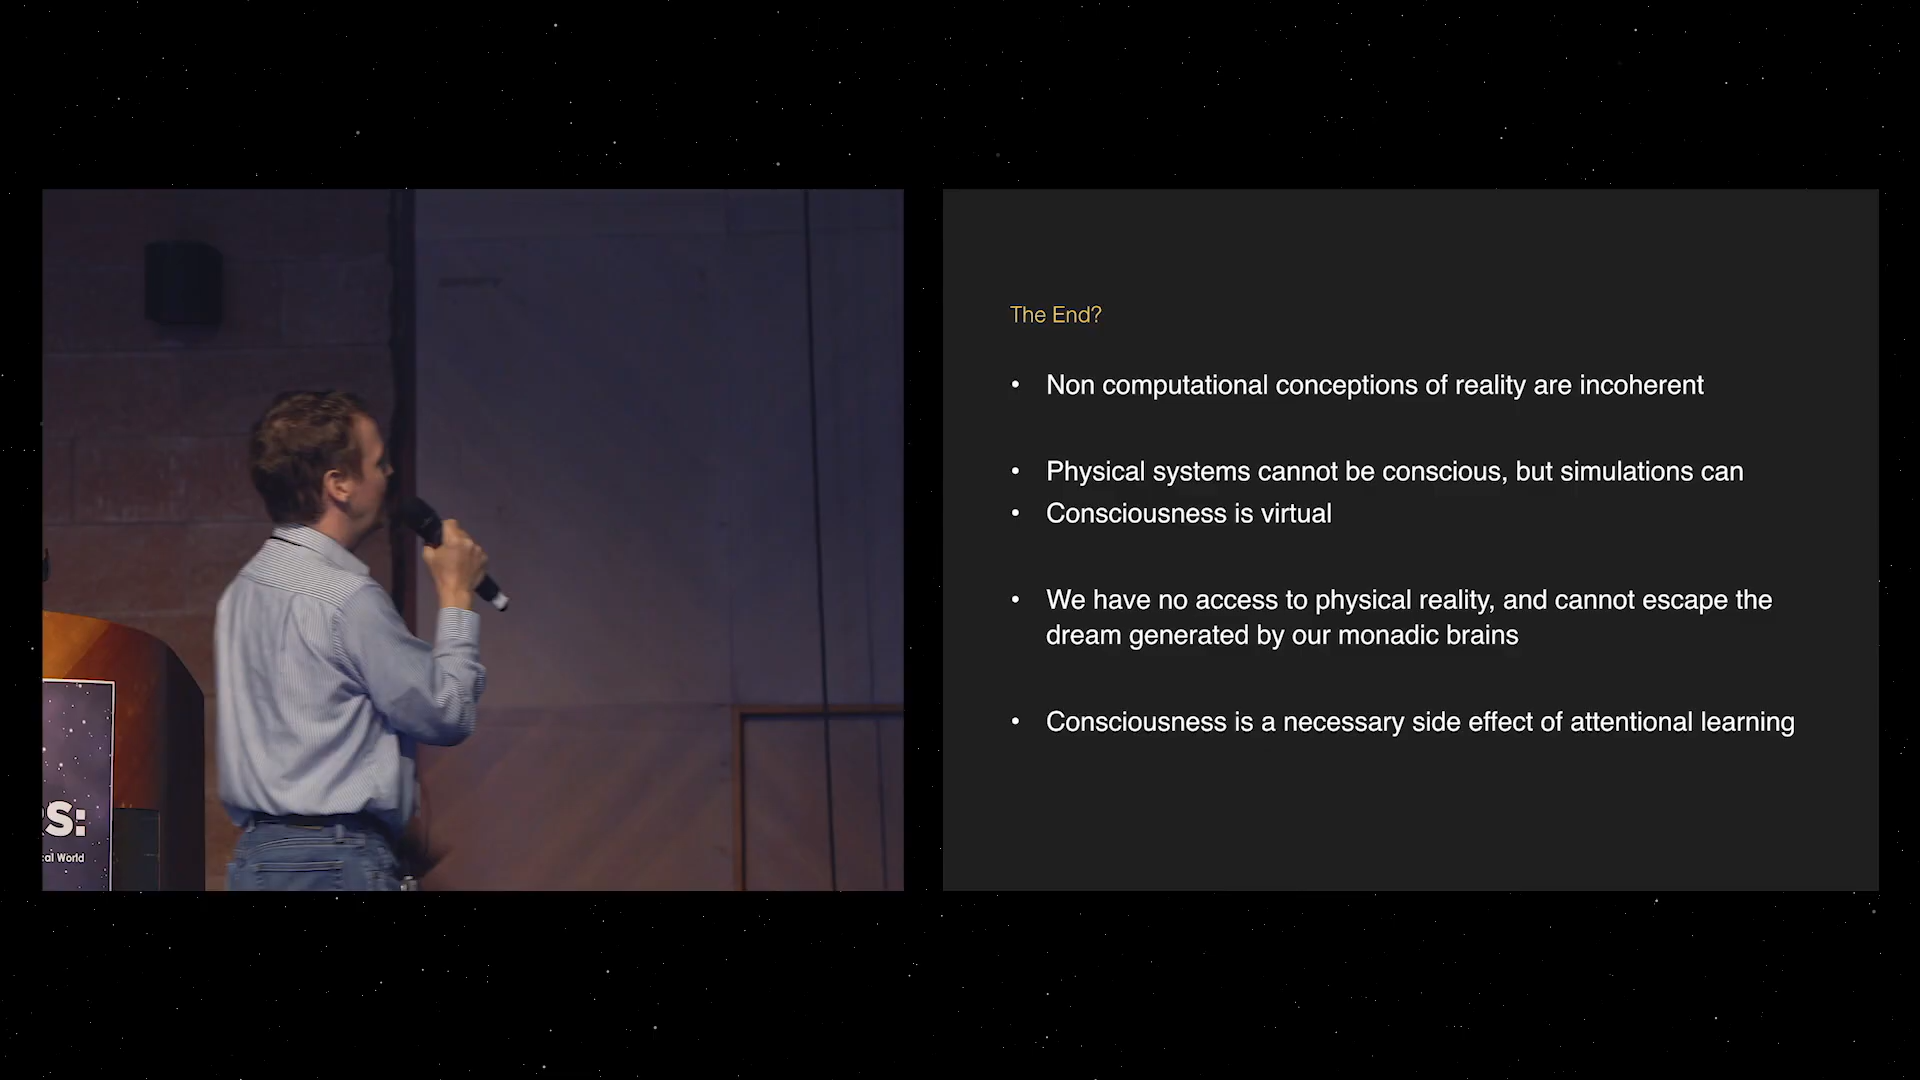 The End?
• Non computational conceptions of reality are incoherent
• Physical systems cannot be conscious, but simulations can
• Consciousness is virtual
• We have no access to physical reality, and cannot escape the
dream generated by our monadic brains
• Consciousness is a necessary side effect of attentional learning
S:
cal World